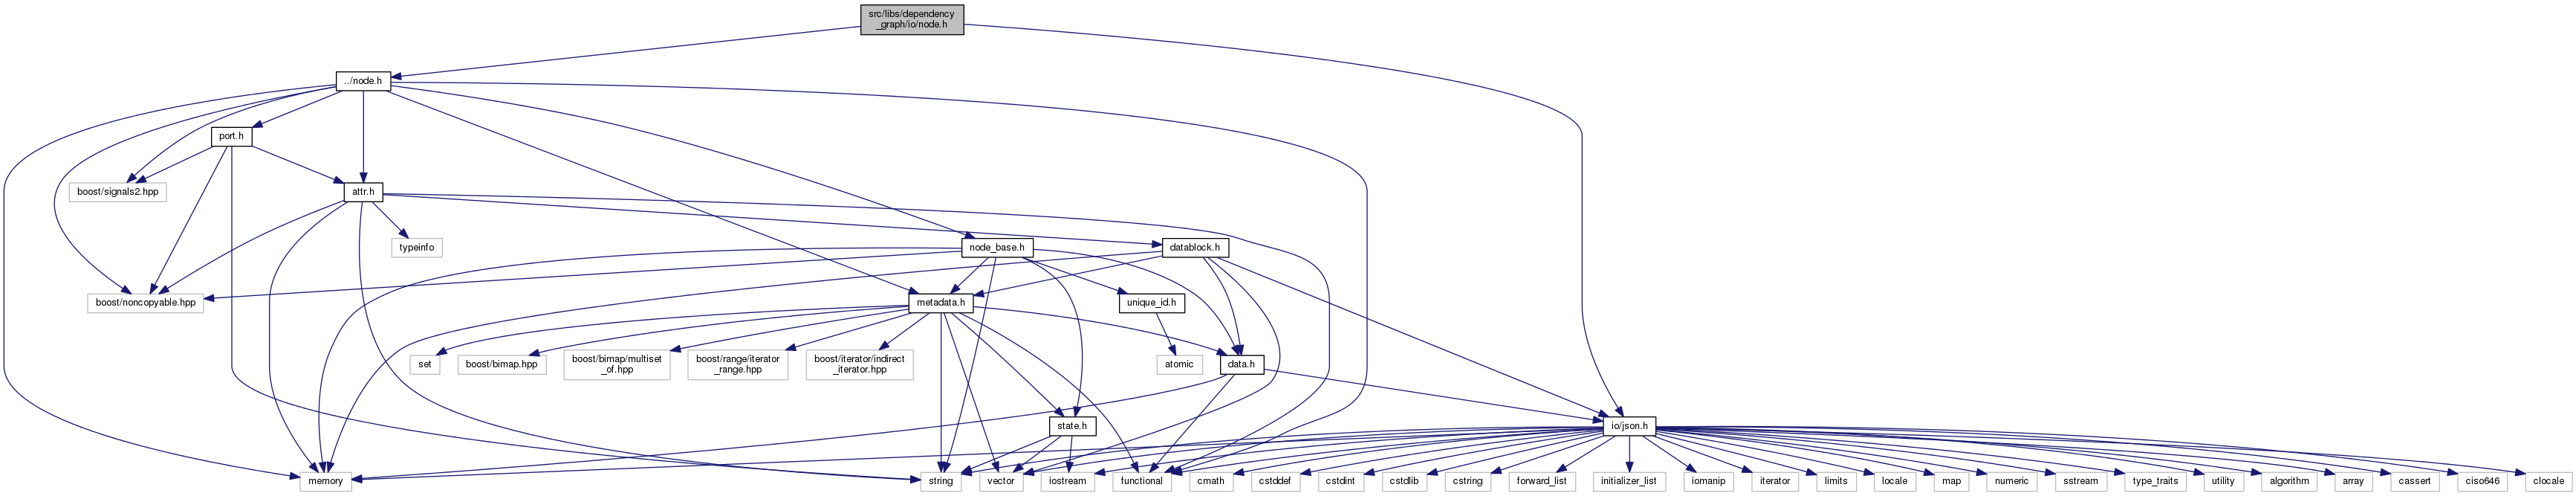 src/libs/dependency
_graph/io/node.h
../node.h
port.h
boost/signals2.hpp
attr.h
typeinfo
node_base.h
datablock.h
boost/noncopyable.hpp
metadata.h
unique_id.h
set
boost/bimap.hpp
boost/bimap/multiset
_of.hpp
boost/range/iterator
_range.hpp
boost/iterator/indirect
_iterator.hpp
atomic
data.h
state.h
io/json.h
memory
string
vector
iostream
functional
cmath
cstddef
cstdint
cstdlib
cstring
forward_list
initializer_list
iomanip
iterator
limits
locale
map
numeric
sstream
type_traits
utility
algorithm
array
cassert
ciso646
clocale